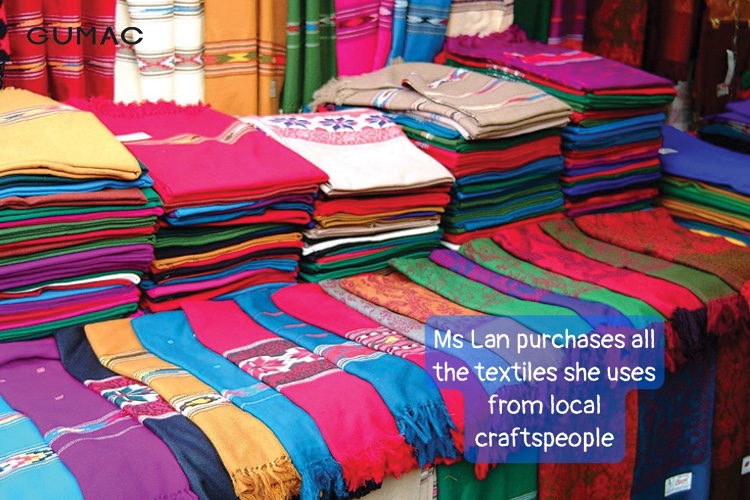 GUMAC
Ms Lan purchases all
the textiles she uses
from local
craftspeople